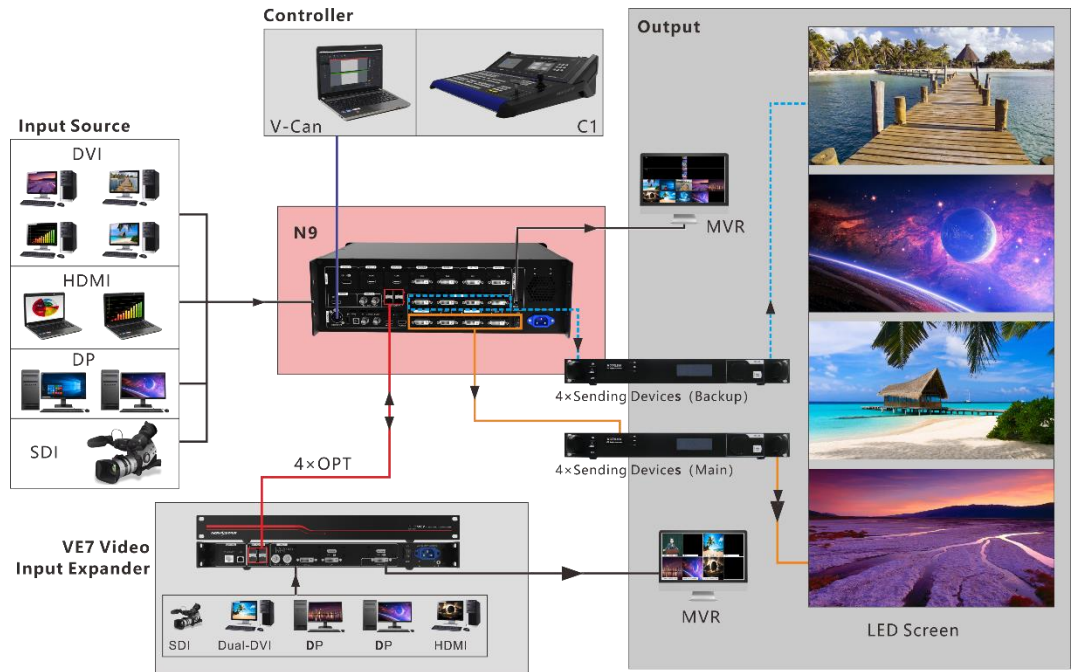 Controller
V-Can
C1
Output
Input Source
DVI
HDMI
DP
SDI
N9
MVR
4×Sending Devices (Backup)
4×Sending Devices (Main)
4×OPT
VE7 Video
Input Expander
SDI
Dual-DVI
DP
DP
HDMI
MVR
LED Screen